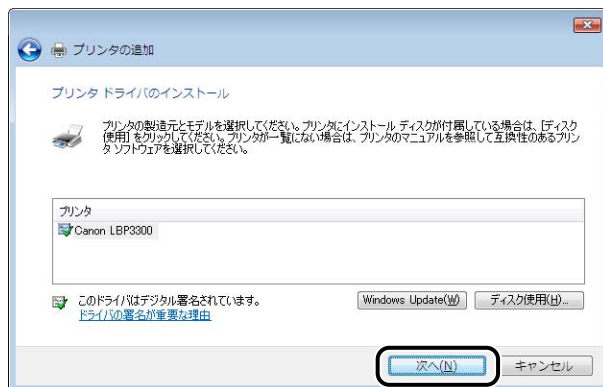 プリンタの追加
プリンタ ドライバのインストール
プリンタの製造元とモデルを選択してください。プリンタにインストール ディスクが付属している場合は、[ディスク
使用] をクリックしてください。プリンタが一覧にない場合は、プリンタのマニュアルを参照して互換性のあるプリン
タ ソフトウェアを選択してください。
プリンタ
Canon LBP3300
このドライバはデジタル署名されています。
ドライバの署名が重要な理由
Windows Update(W)
ディスク使用(H)...
次へ(N)
キャンセル